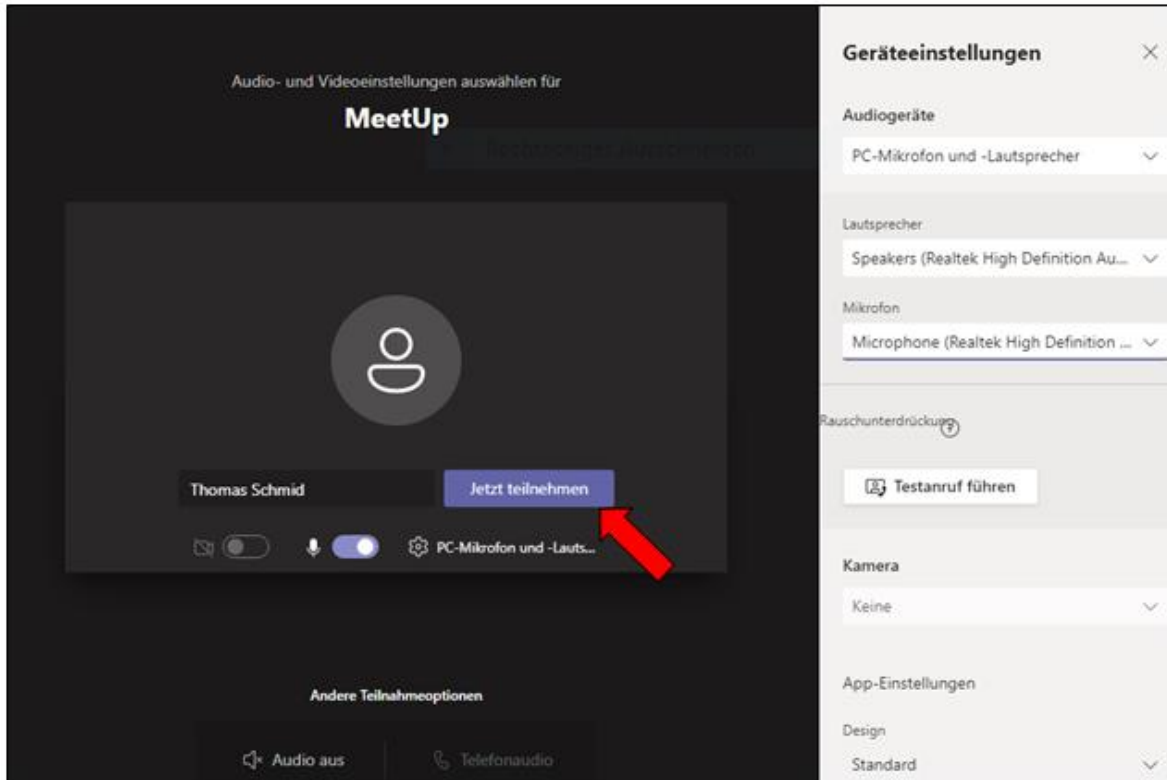 Audio- und Videoeinstellungen auswählen für
MeetUp
Thomas Schmid
Jetzt teilnehmen
PC-Mikrofon und -Lauts...
Andere Teilnahmeoptionen
Audio aus
Telefonaudio
Geräteeinstellungen
Audiogeräte
PC-Mikrofon und -Lautsprecher
Lautsprecher
Speakers (Realtek High Definition Au...
Mikrofon
Microphone (Realtek High Definition ...
Rauschunterdrückung
Testanruf führen
Kamera
Keine
App-Einstellungen
Design
Standard